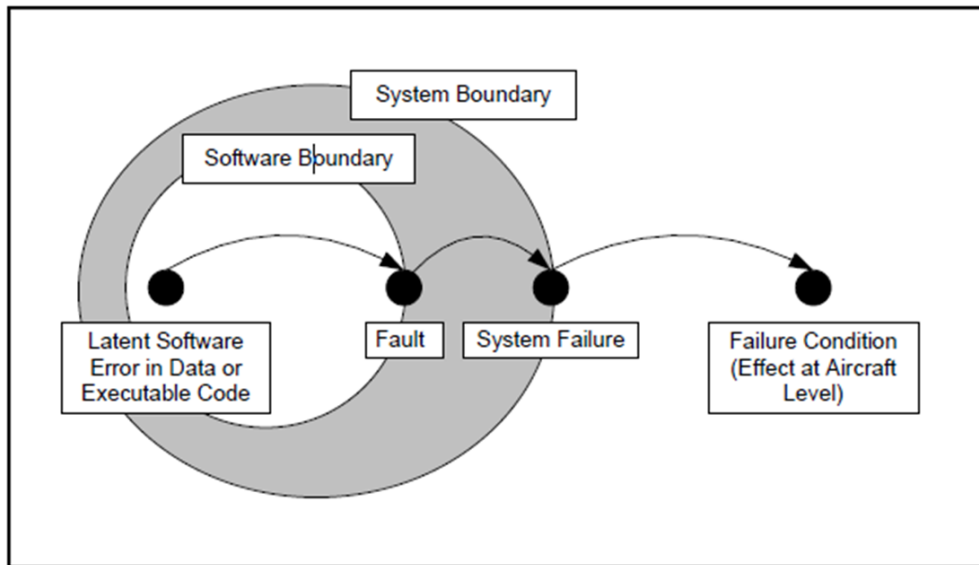 System Boundary
Software Boundary
Latent Software
Error in Data or
Executable Code
Fault
System Failure
Failure Condition
(Effect at Aircraft
Level)